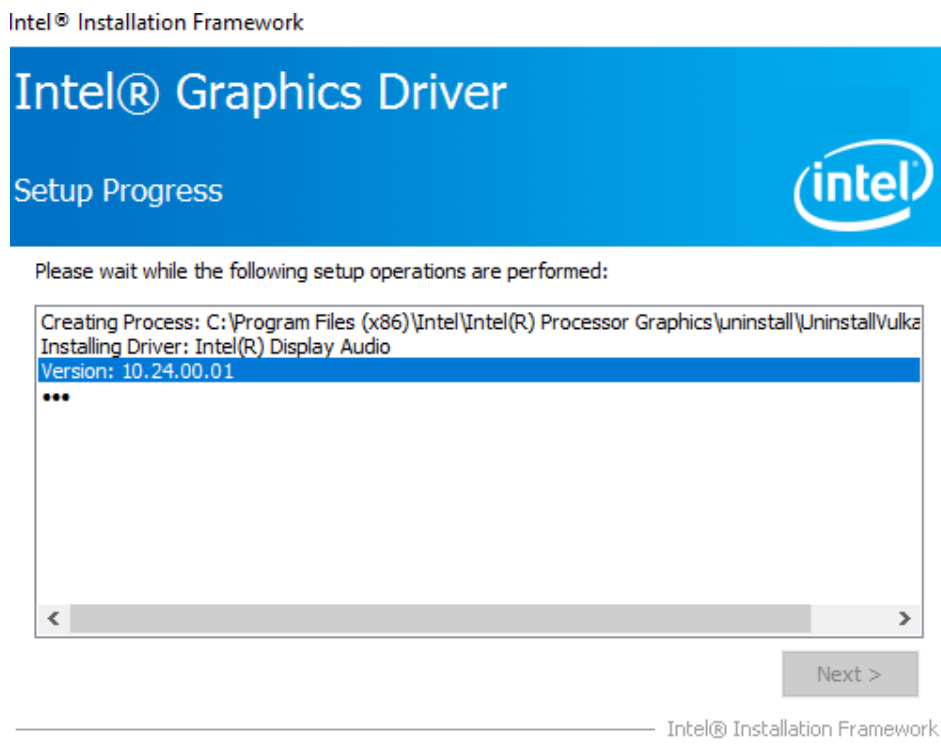 Intel® Installation Framework
Intel® Graphics Driver
Setup Progress
intel
Please wait while the following setup operations are performed:
Creating Process: C:\Program Files (x86)\Intel\Intel(R) Processor Graphics\uninstall\UninstallVulka
Installing Driver: Intel(R) Display Audio
Version: 10.24.00.01
•••
Next >
Intel® Installation Framework